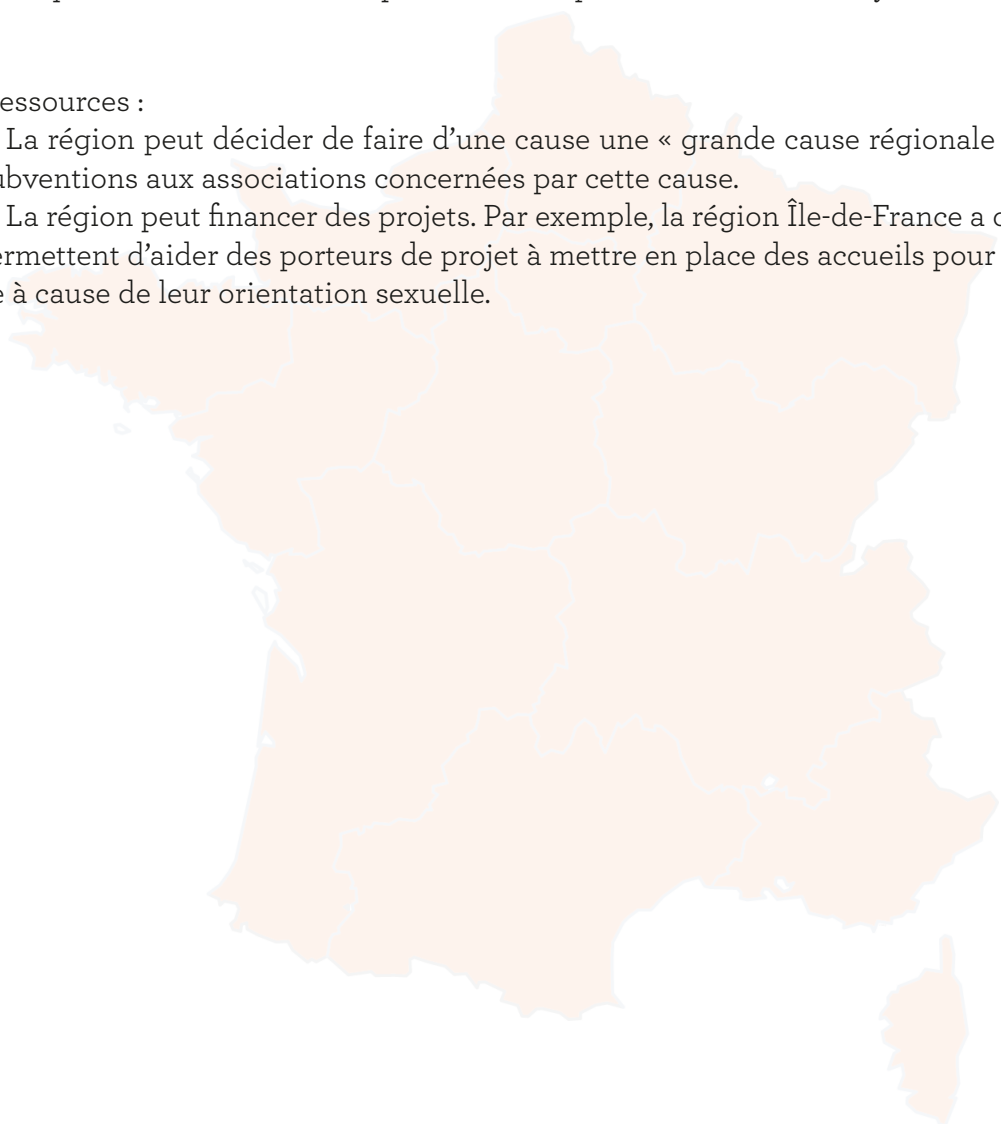 essources :
La région peut décider de faire d’une cause une « grande cause régionale
ubventions aux associations concernées par cette cause.
La région peut financer des projets. Par exemple, la région Île-de-France a
ermettent d’aider des porteurs de projet à mettre en place des accueils pour
e à cause de leur orientation sexuelle.